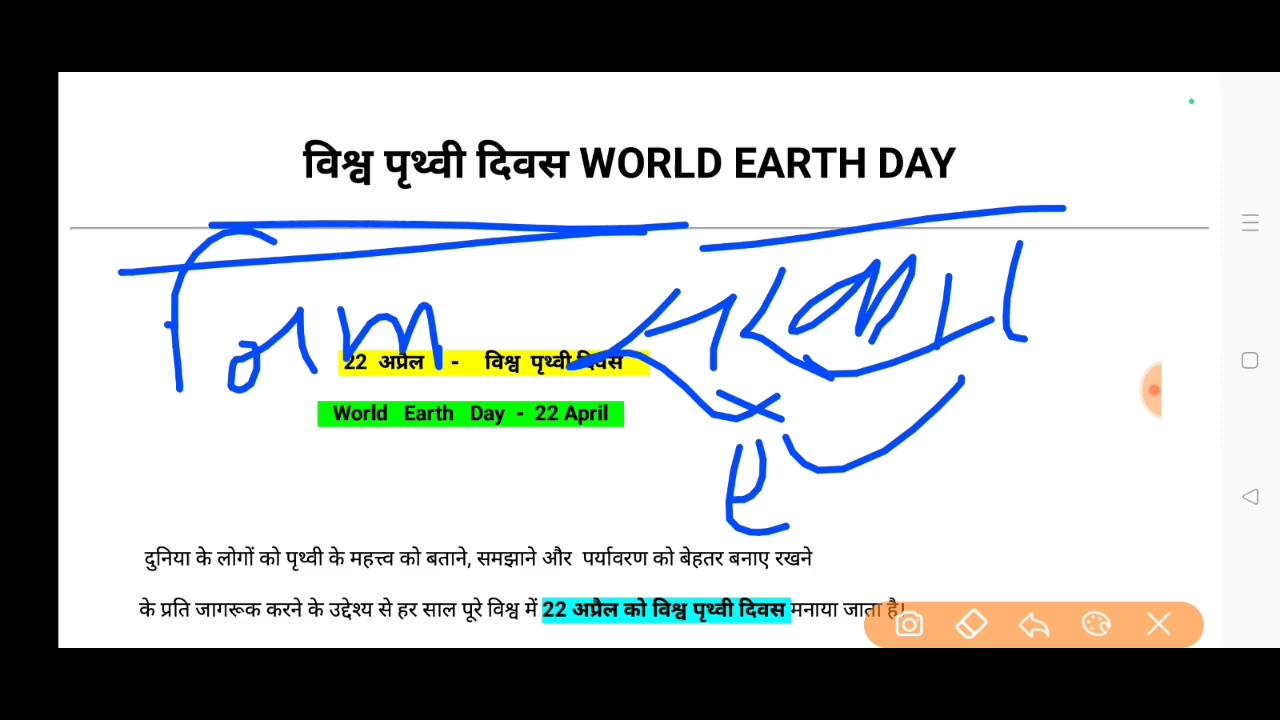 विश्व पृथ्वी दिवस WORLD EARTH DAY
22 अप्रैल - विश्व पृथ्वी दिवस
World Earth Day - 22 April
दुनिया के लोगों को पृथ्वी के महत्त्व को बताने, समझाने और पर्यावरण को बेहतर बनाए रखने
के प्रति जागरूक करने के उद्देश्य से हर साल पूरे विश्व में 22 अप्रैल को विश्व पृथ्वी दिवस मनाया जाता है।